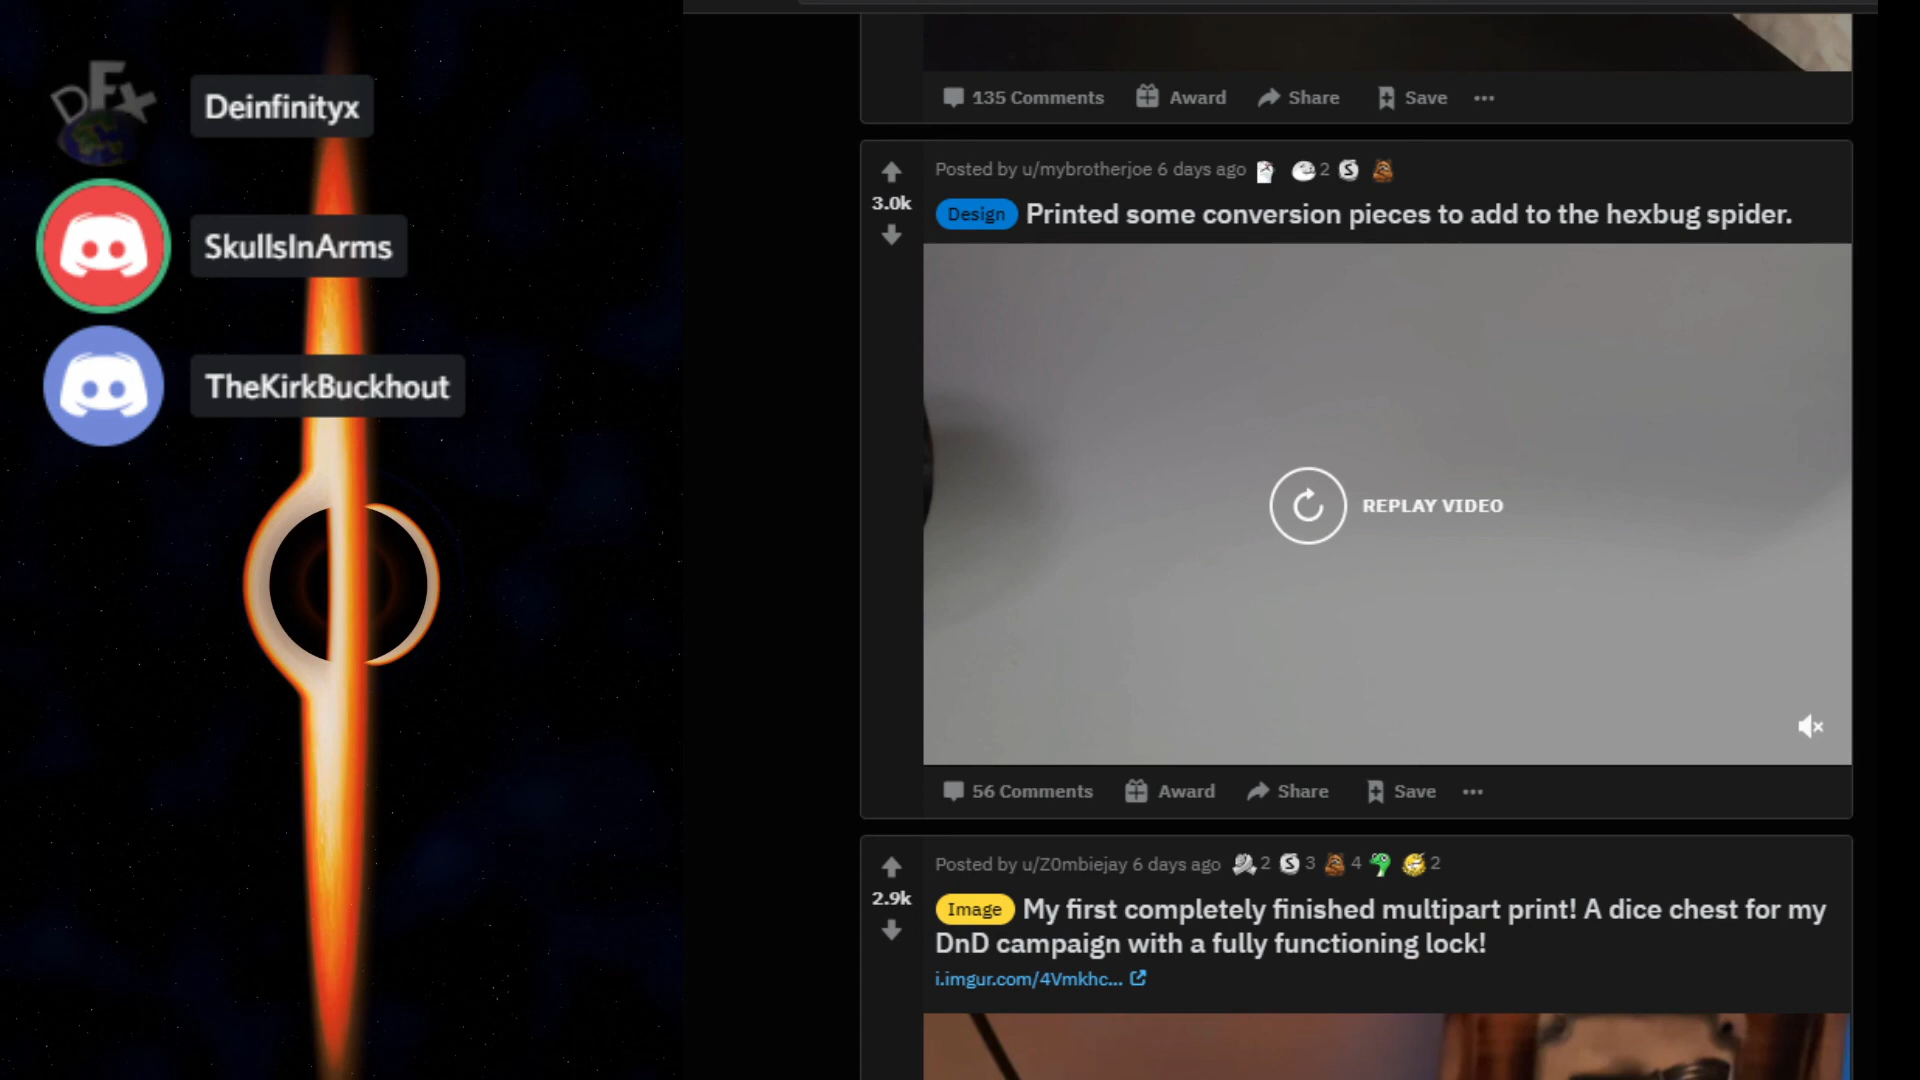 DFx
Deinfinityx
SkullsInArms
TheKirkBuckhout
135 Comments Award Share Save
Posted by u/mybrotherjoe 6 days ago 2 S
3.0k
Design Printed some conversion pieces to add to the hexbug spider.
REPLAY VIDEO
56 Comments Award Share Save
Posted by u/Z0mbiejay 6 days ago 2 S 3 4 2
2.9k
Image My first completely finished multipart print! A dice chest for my
DnD campaign with a fully functioning lock!
i.imgur.com/4Vmkhc...